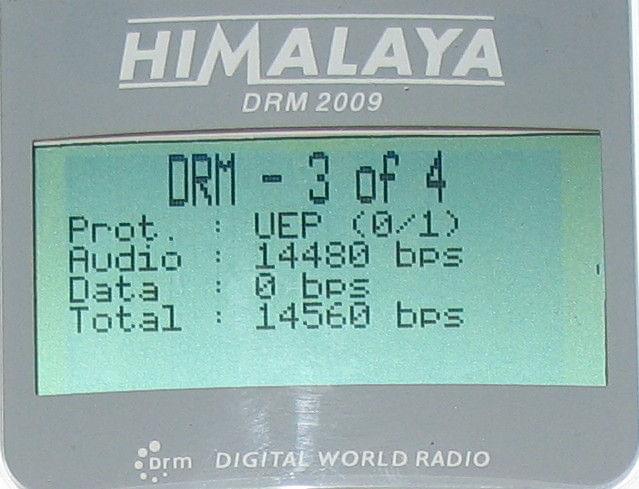 HIMALAYA
DRM 2009
DRM - 3 of 4
Prot. : UEP (0/1)
Audio : 14480 bps
Data : 0 bps
Total : 14560 bps
drm DIGITAL WORLD RADIO